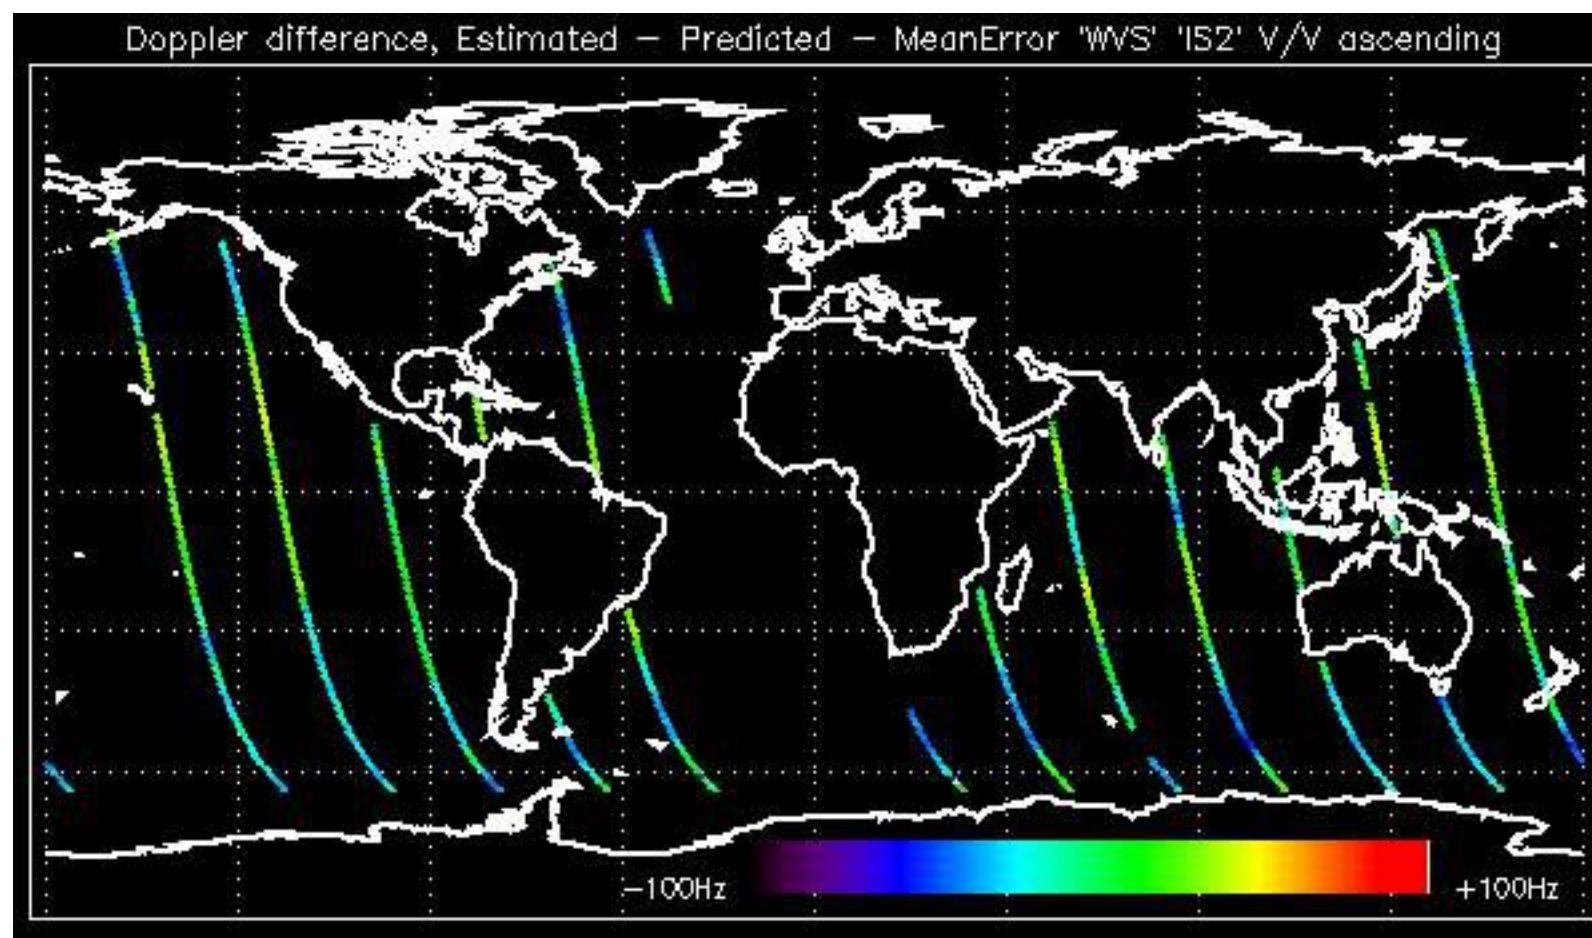 Doppler difference, Estimated – Predicted – MeanError 'WVS' 'IS2' V/V ascending
–100Hz +100Hz